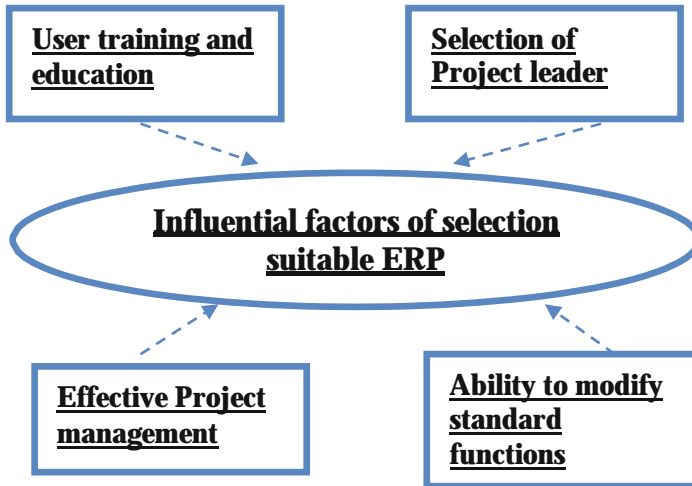 User training and
education
Selection of
Project leader
Influential factors of selection
suitable ERP
Effective Project
management
Ability to modify
standard
functions